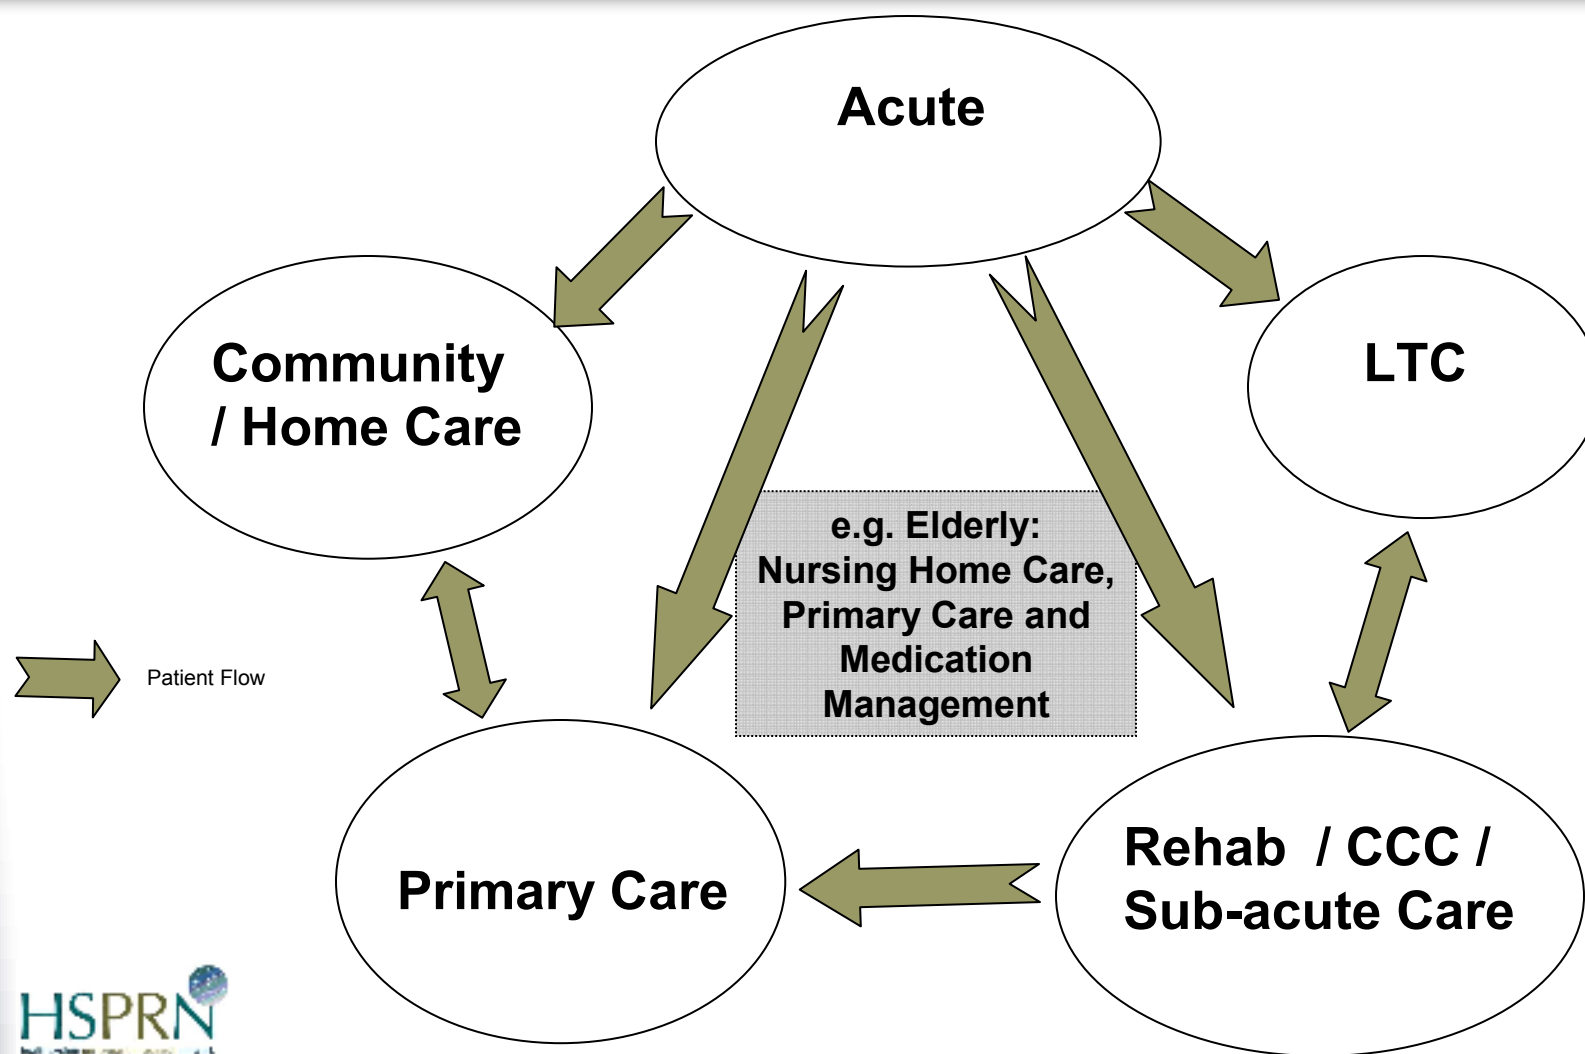 Acute
Community
/ Home Care
LTC
e.g. Elderly:
Nursing Home Care,
Primary Care and
Medication
Management
Patient Flow
Primary Care
Rehab / CCC /
Sub-acute Care
HSPRN